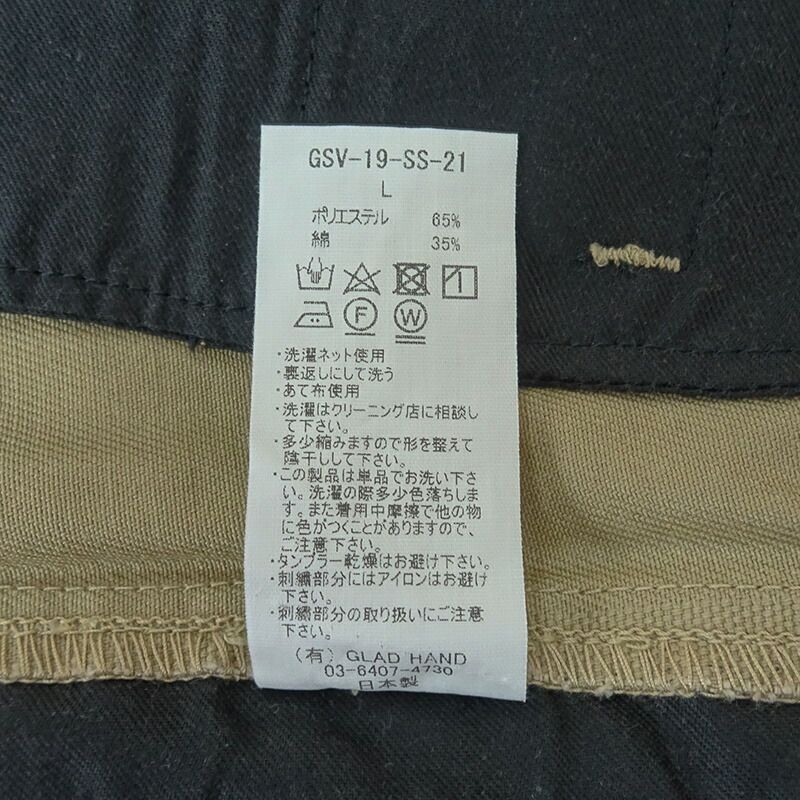 GSV-19-SS-21
L
ポリエステル 65%
綿 35%
F W
・洗濯ネット使用
・裏返しにして洗う
・あて布使用
・洗濯はクリーニング店に相談し
て下さい。
・多少縮みますので形を整えて
陰干しして下さい。
・この製品は単品でお洗い下さ
い。洗濯の際多少色落ちしま
す。また着用中摩擦で他の物
に色がつくことがありますので、
ご注意下さい。
・タンブラー乾燥はお避け下さい。
・刺繍部分にはアイロンはお避け
下さい。
・刺繍部分の取り扱いにご注意
下さい。
(有) GLAD HAND
03-6407-4730
日本製